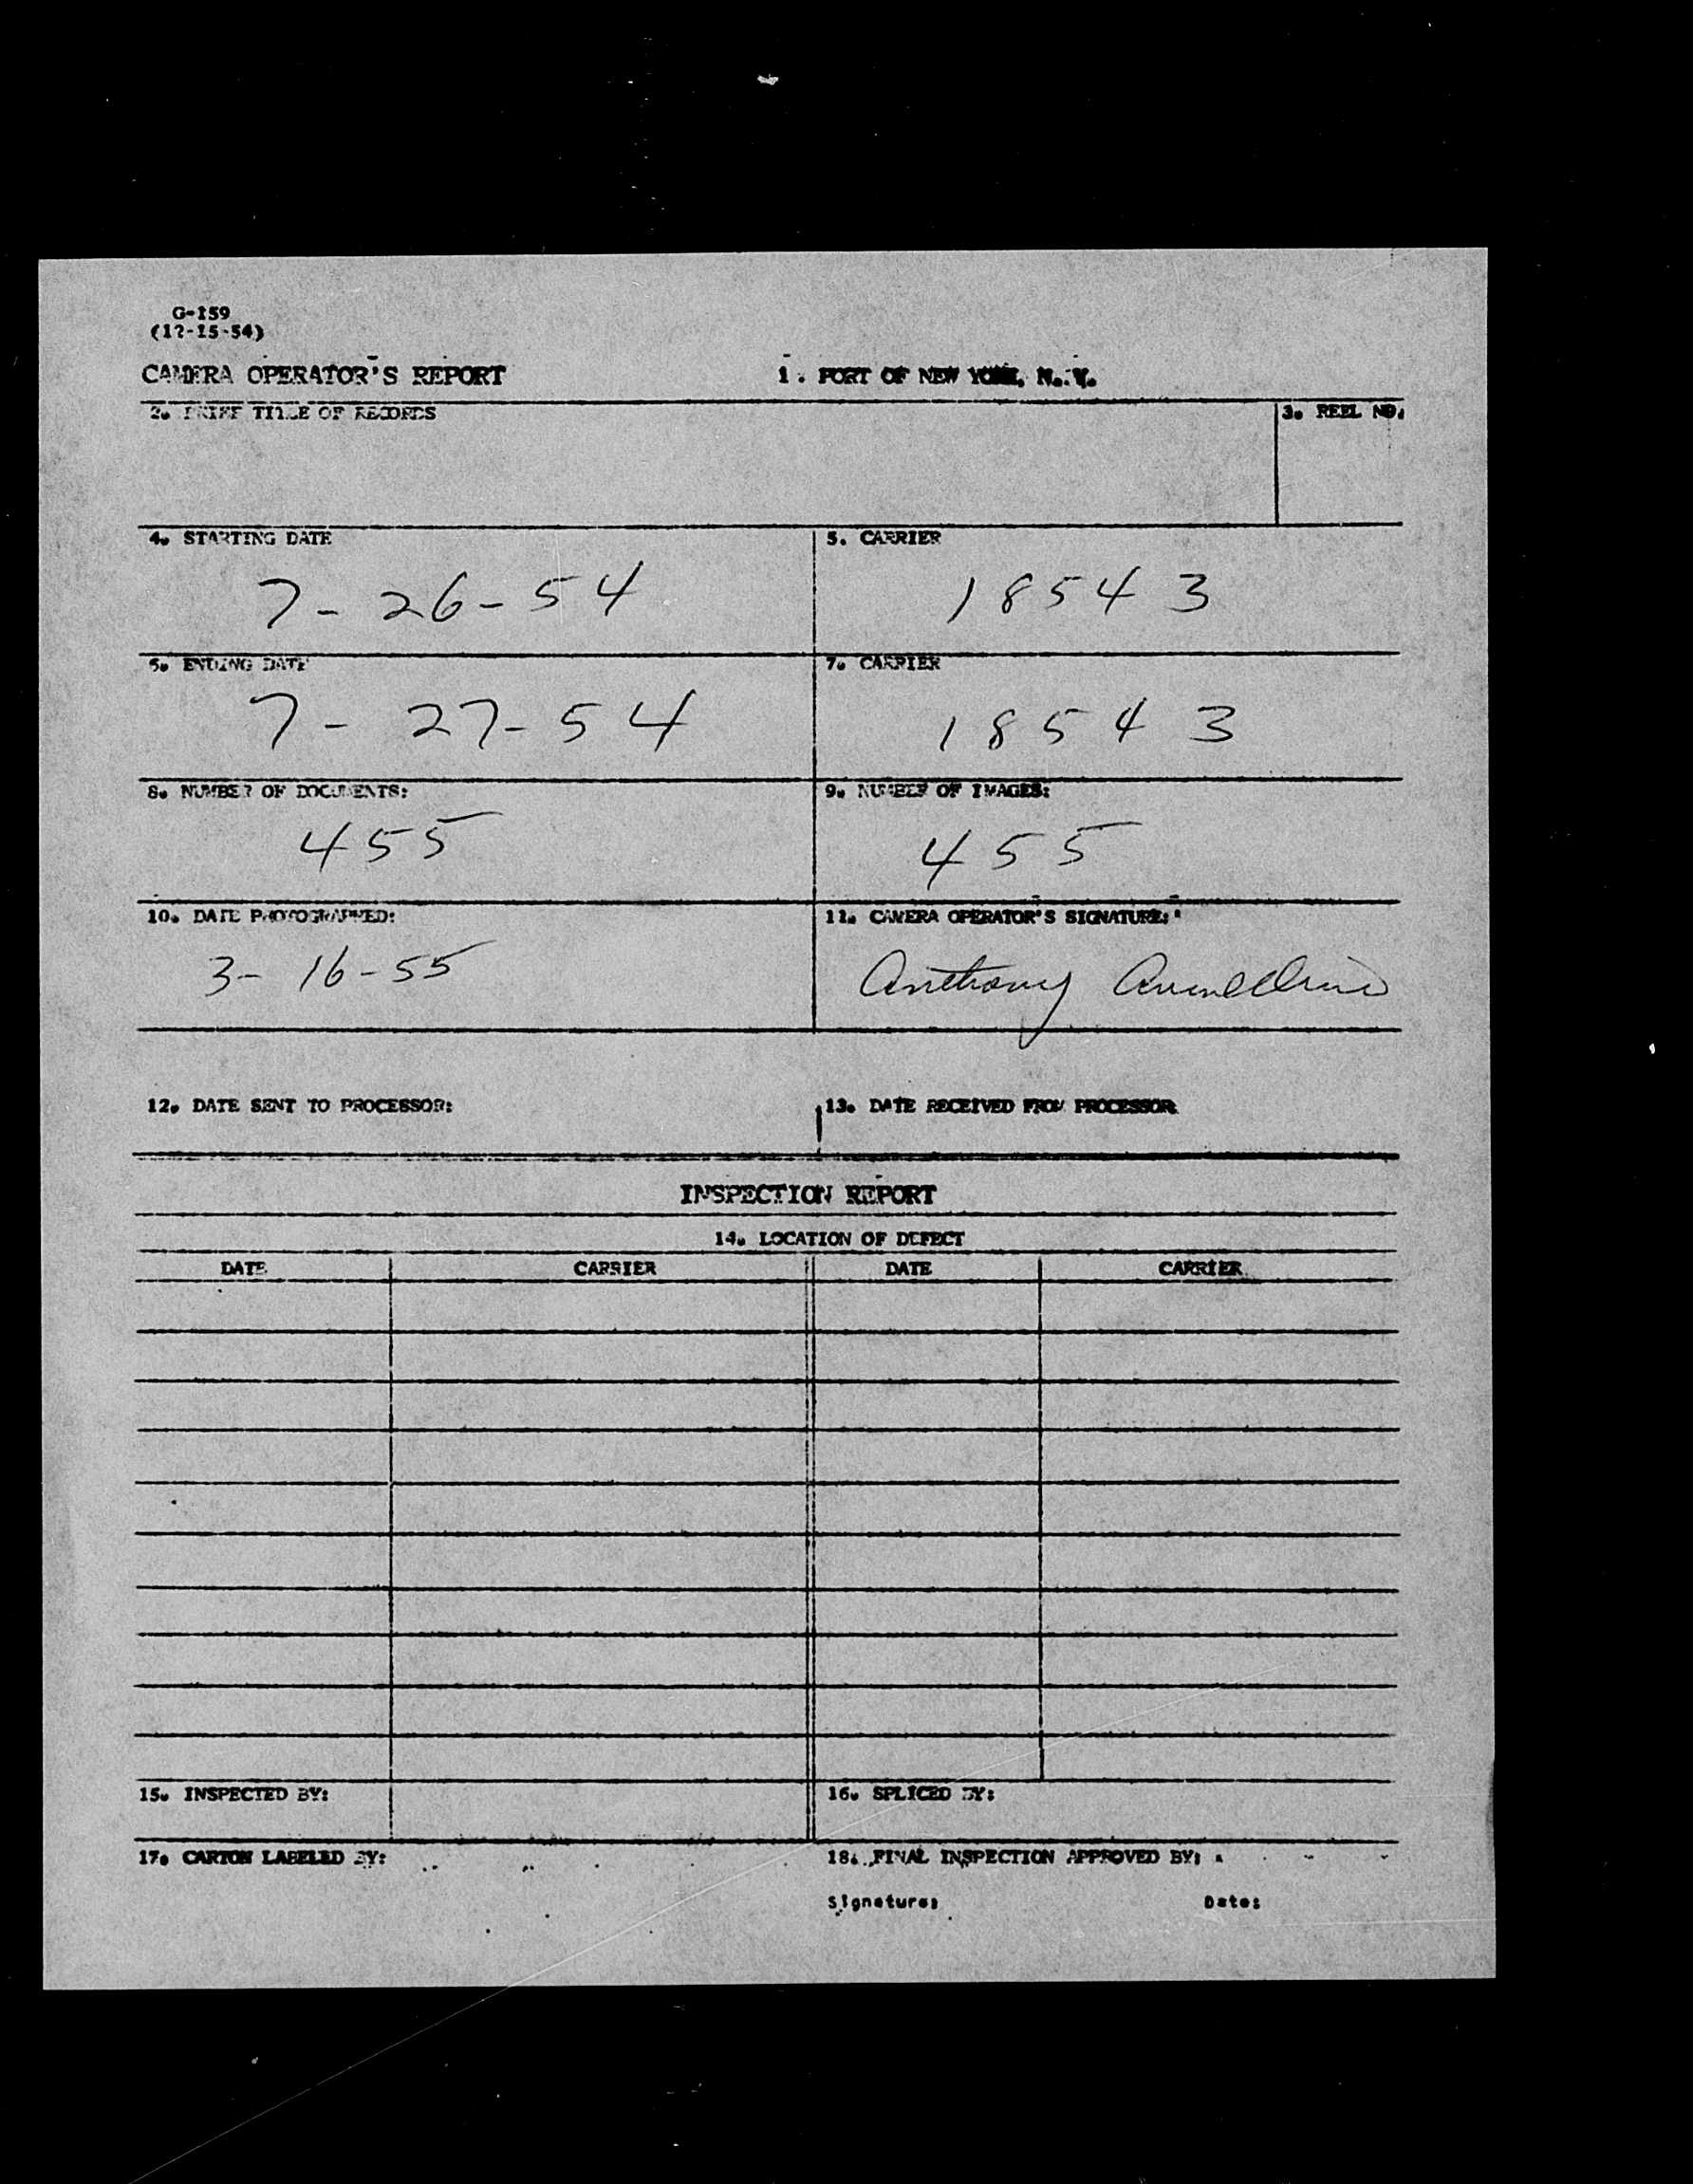 G-159
(12-15-54)
CAMERA OPERATOR'S REPORT 1. PORT OF NEW YORK, N. Y.
2. BRIEF TITLE OF RECORDS 3. REEL NO.
4. STARTING DATE 5. CARRIER
7-26-54 18543
6. ENDING DATE 7. CARRIER
7-27-54 18543
8. NUMBER OF DOCUMENTS: 9. NUMBER OF IMAGES:
455 455
10. DATE PHOTOGRAPHED: 11. CAMERA OPERATOR'S SIGNATURE:
3-16-55 Anthony
12. DATE SENT TO PROCESSOR: 13. DATE RECEIVED FROM PROCESSOR
INSPECTION REPORT
14. LOCATION OF DEFECT
DATE CARRIER DATE CARRIER
15. INSPECTED BY: 16. SPLICED BY:
17. CARTON LABELED BY: 18. FINAL INSPECTION APPROVED BY:
Signature: Date: